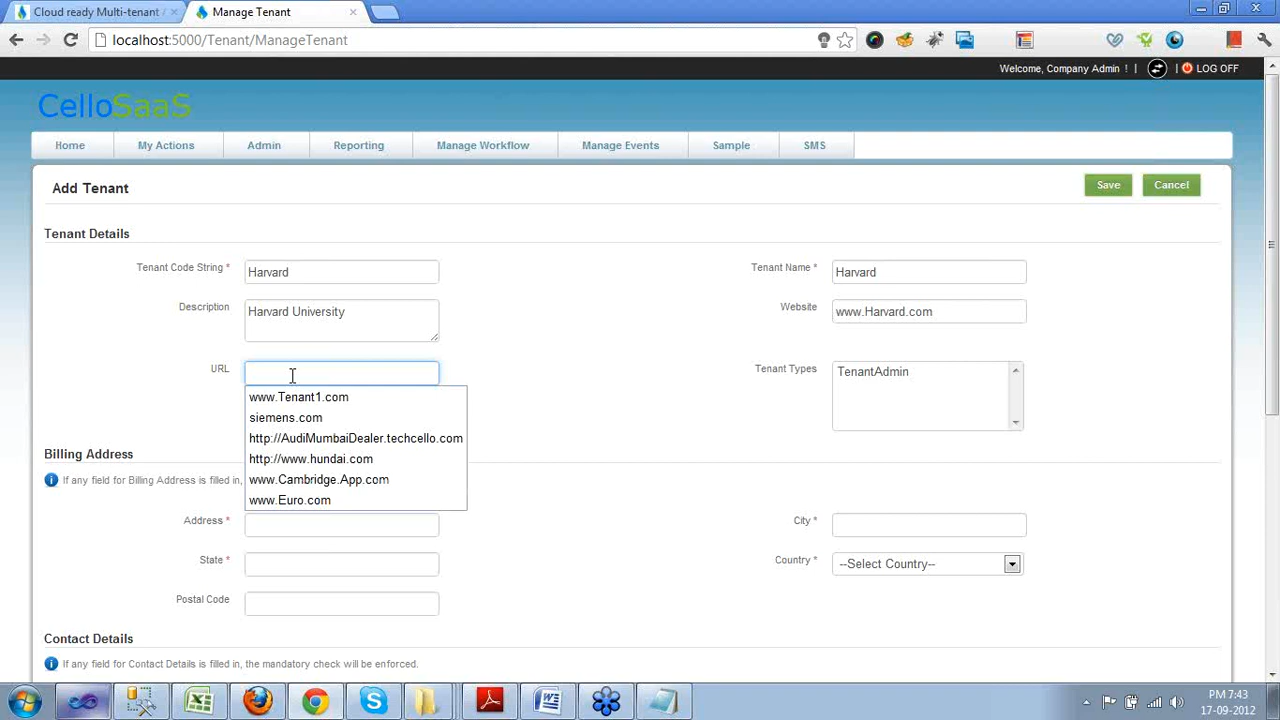 Cloud ready Multi-tenant /
Manage Tenant
localhost:5000/Tenant/ManageTenant
Welcome, Company Admin ! | | LOG OFF
CelloSaaS
Home My Actions Admin Reporting Manage Workflow Manage Events Sample SMS
Add Tenant Save Cancel
Tenant Details
Tenant Code String * Harvard Tenant Name * Harvard
Description Harvard University Website www.Harvard.com
URL Tenant Types TenantAdmin
www.Tenant1.com
siemens.com
http://AudiMumbaiDealer.techcello.com
http://www.hundai.com
www.Cambridge.App.com
www.Euro.com
Billing Address
If any field for Billing Address is filled in,
Address * City *
State * Country * --Select Country--
Postal Code
Contact Details
If any field for Contact Details is filled in, the mandatory check will be enforced.
PM 7:43
17-09-2012